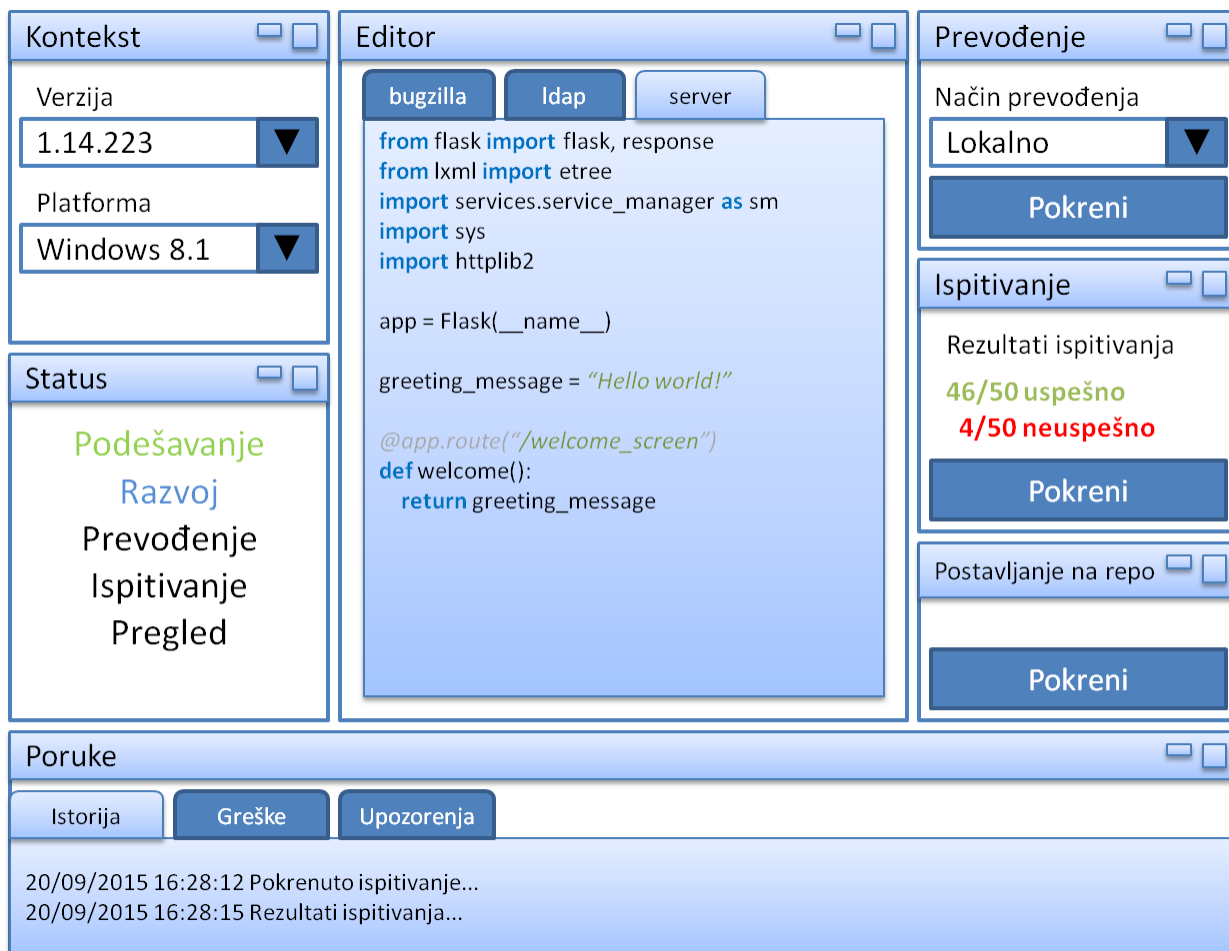 Kontekst
Verzija
1.14.223
Platforma
Windows 8.1
Status
Podešavanje
Razvoj
Prevođenje
Ispitivanje
Pregled
Editor
bugzilla
ldap
server
from flask import flask, response
from lxml import etree
import services.service_manager as sm
import sys
import httplib2
app = Flask(__name__)
greeting_message = “Hello world!”
@app.route(“/welcome_screen”)
def welcome():
return greeting_message
Prevođenje
Način prevođenja
Lokalno
Pokreni
Ispitivanje
Rezultati ispitivanja
46/50 uspešno
4/50 neuspešno
Pokreni
Postavljanje na repo
Pokreni
Poruke
Istorija
Greške
Upozorenja
20/09/2015 16:28:12 Pokrenuto ispitivanje...
20/09/2015 16:28:15 Rezultati ispitivanja...